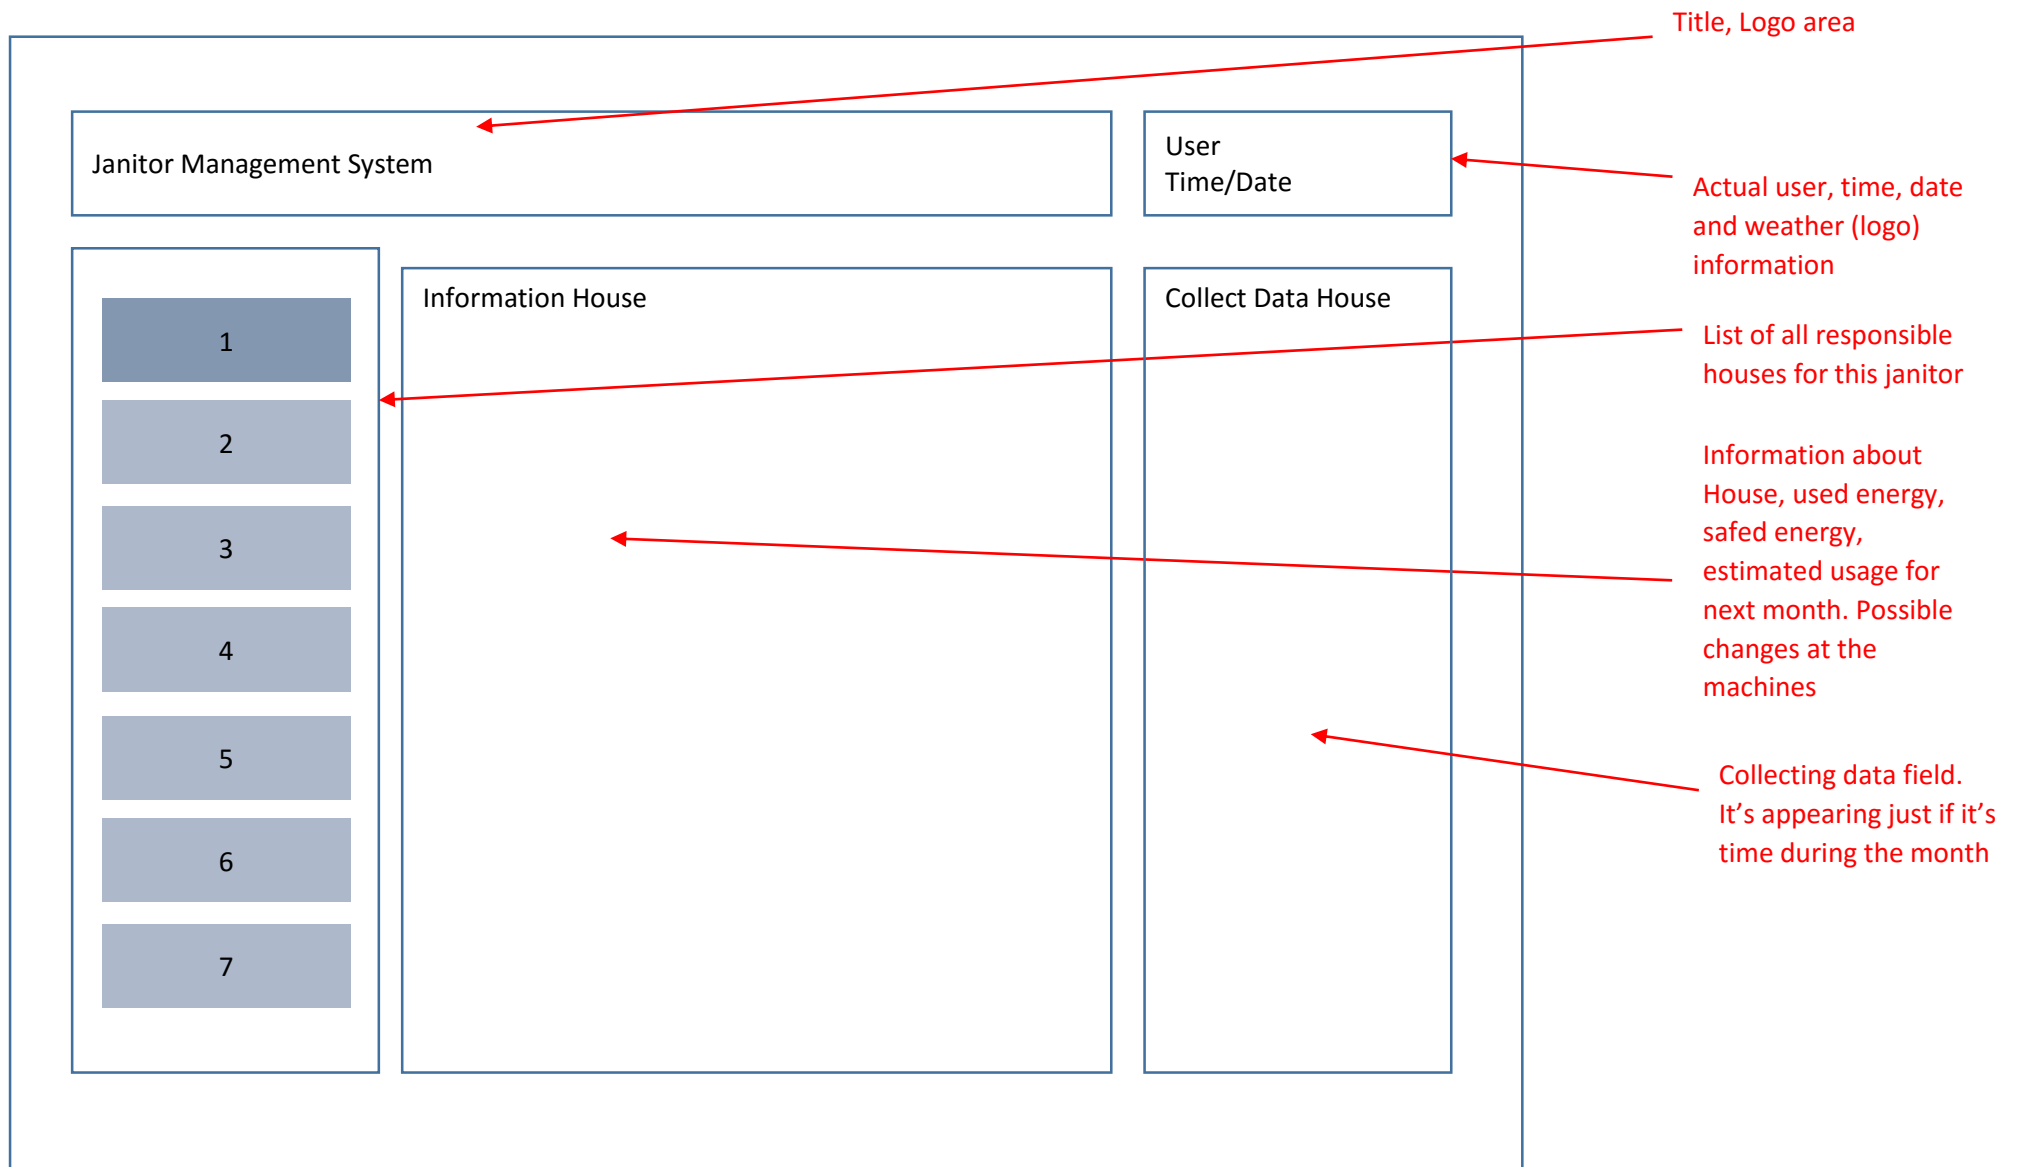 Title, Logo area
Janitor Management System
User
Time/Date
Actual user, time, date
and weather (logo)
information
1
2
3
4
5
6
7
Information House
Collect Data House
List of all responsible
houses for this janitor
Information about
House, used energy,
safed energy,
estimated usage for
next month. Possible
changes at the
machines
Collecting data field.
It’s appearing just if it’s
time during the month